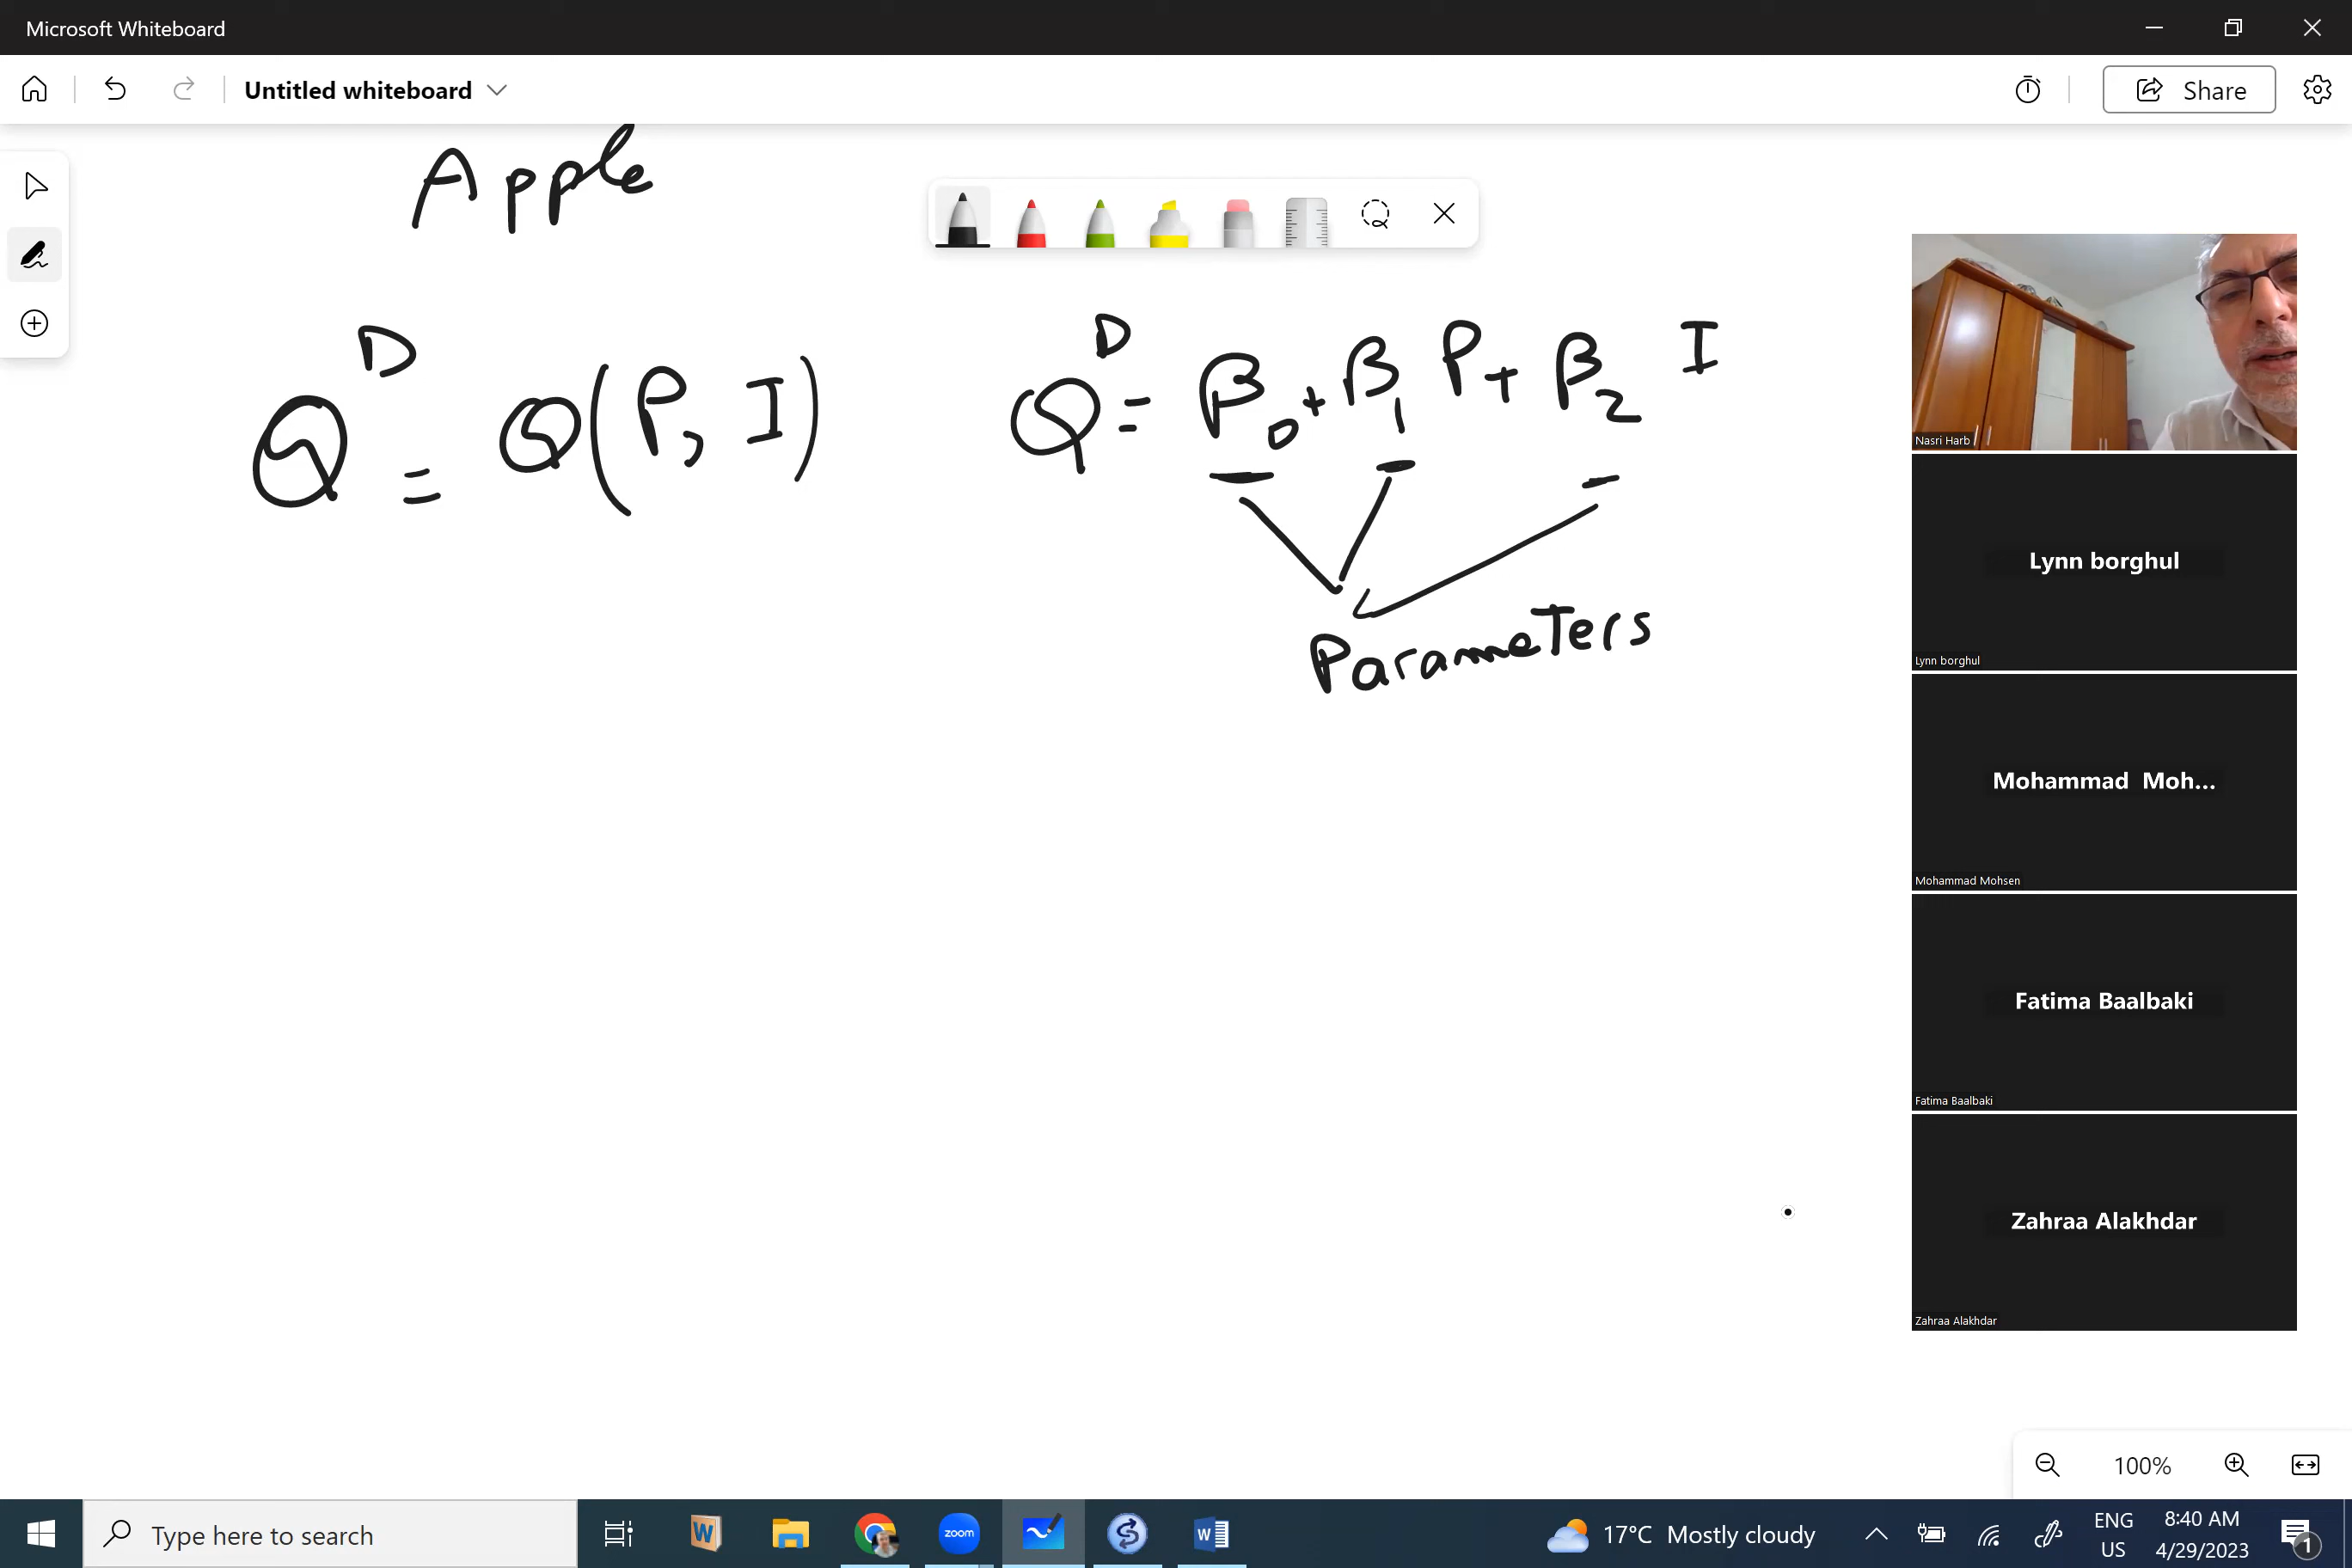 Microsoft Whiteboard
Untitled whiteboard
Share
Apple
Q^D = Q(P, I)
Q^D = β₀ + β₁ P + β₂ I
Parameters
Nasri Harb
Lynn borghul
Lynn borghul
Mohammad Moh...
Mohammad Mohsen
Fatima Baalbaki
Fatima Baalbaki
Zahraa Alakhdar
Zahraa Alakhdar
100%
Type here to search
W
zoom
W
17°C Mostly cloudy
ENG
US
8:40 AM
4/29/2023
1